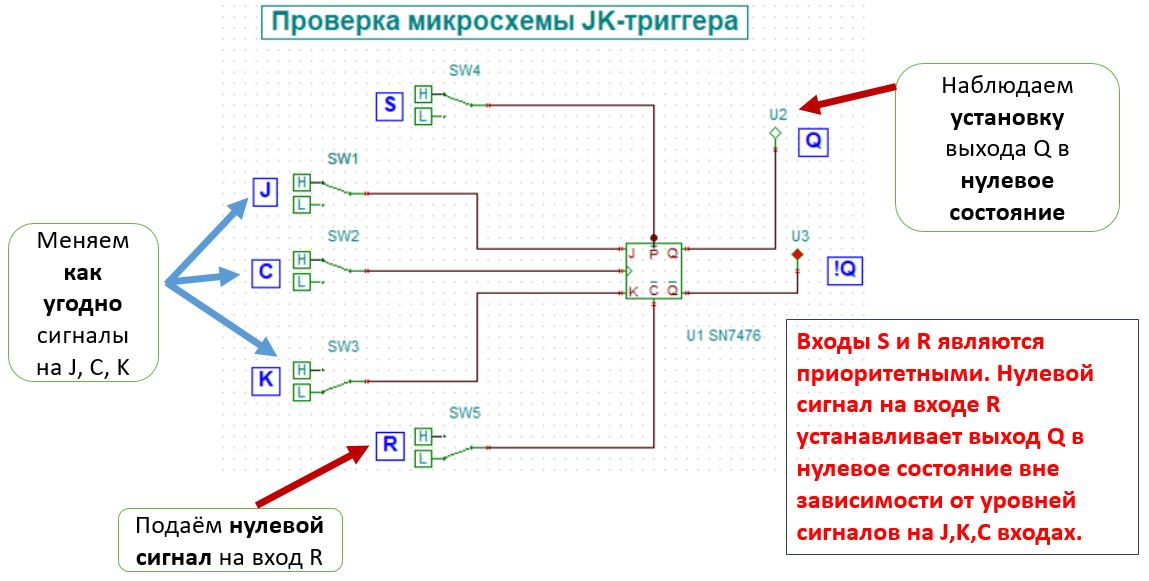 Проверка микросхемы JK-триггера
SW4
S
H
L
U2
Q
Наблюдаем
установку
выхода Q в
нулевое
состояние
SW1
J
H
L
Меняем
как
угодно
сигналы
на J, C, K
SW2
C
H
L
SW3
K
H
L
J P Q
K C Q
U3
!Q
U1 SN7476
SW5
R
H
L
Подаём нулевой
сигнал на вход R
Входы S и R являются
приоритетными. Нулевой
сигнал на входе R
устанавливает выход Q в
нулевое состояние вне
зависимости от уровней
сигналов на J,K,C входах.